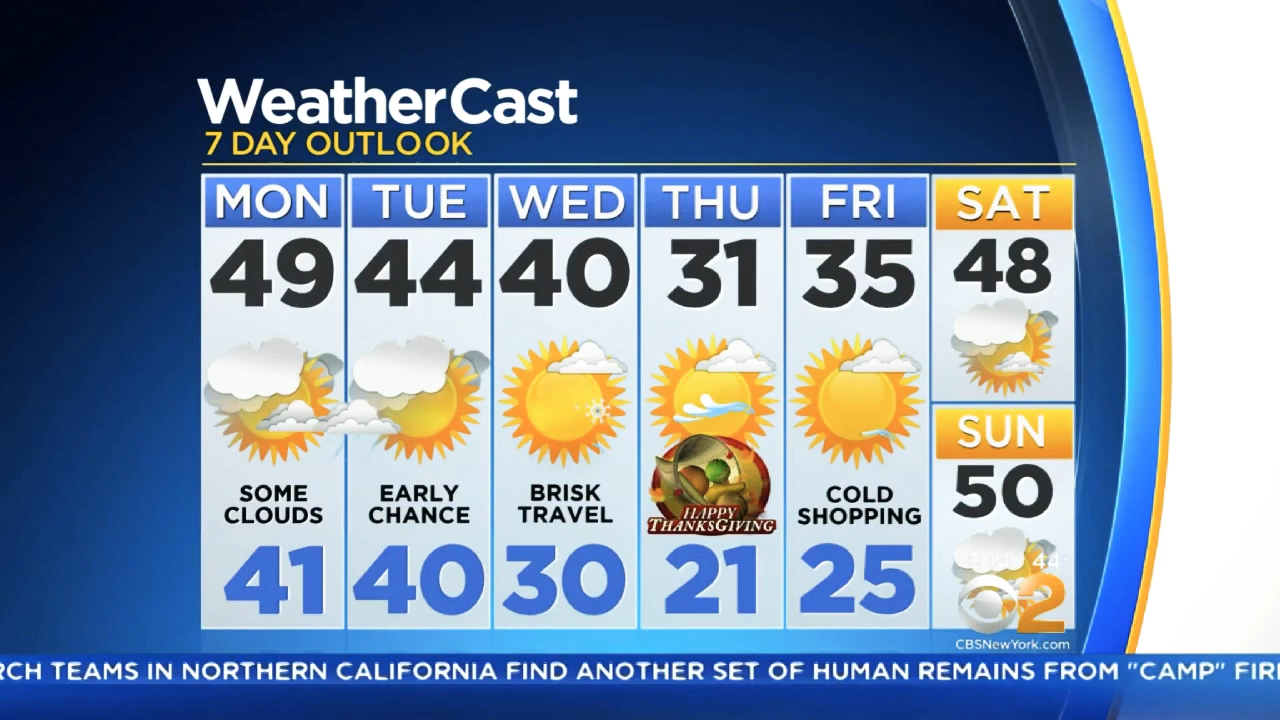 WeatherCast
7 DAY OUTLOOK
MON
49
SOME
CLOUDS
41
TUE
44
EARLY
CHANCE
40
WED
40
BRISK
TRAVEL
30
THU
31
HAPPY
THANKSGIVING
21
FRI
35
COLD
SHOPPING
25
SAT
48
SUN
50
44°
2
CBSNewYork.com
RCH TEAMS IN NORTHERN CALIFORNIA FIND ANOTHER SET OF HUMAN REMAINS FROM "CAMP" FIR